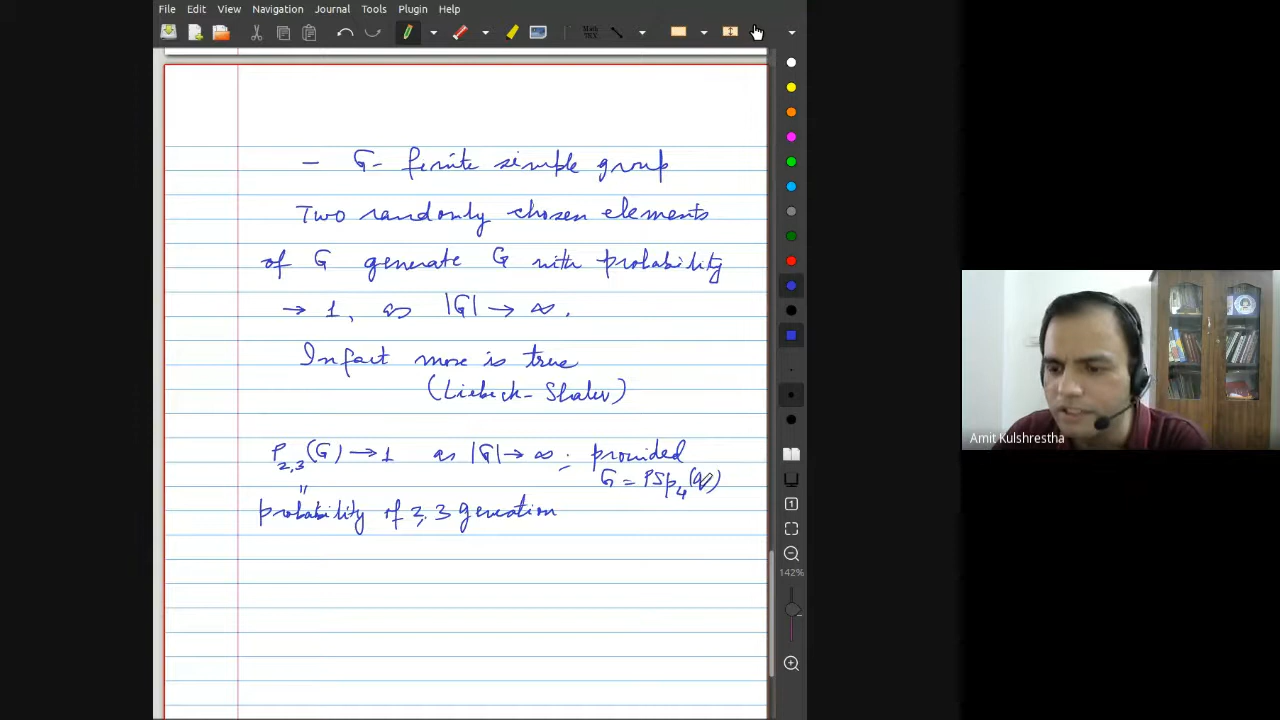 File Edit View Navigation Journal Tools Plugin Help
- G- finite simple group
Two randomly chosen elements
of G generate G with probability
→ 1, as |G| → ∞.
Infact more is true
(Liebeck - Shalev)
P2,3(G) → 1 as |G| → ∞ ; provided
G = PSp4(q)
"
probability of 2,3 generation
142%
Amit Kulshrestha